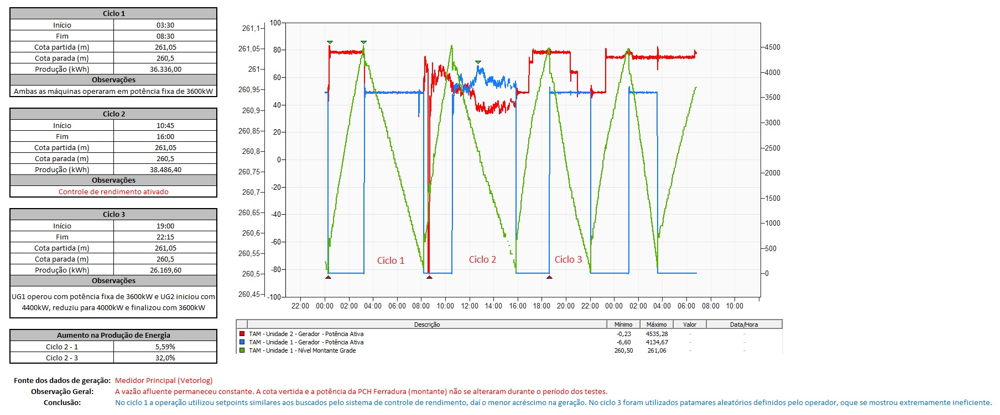 Ciclo 1
Início 03:30
Fim 08:30
Cota partida (m) 261,05
Cota parada (m) 260,5
Produção (kWh) 36.336,00
Observações
Ambas as máquinas operaram em potência fixa de 3600kW
Ciclo 2
Início 10:45
Fim 16:00
Cota partida (m) 261,05
Cota parada (m) 260,5
Produção (kWh) 38.486,40
Observações
Controle de rendimento ativado
Ciclo 3
Início 19:00
Fim 22:15
Cota partida (m) 261,05
Cota parada (m) 260,5
Produção (kWh) 26.169,60
Observações
UG1 operou com potência fixa de 3600kW e UG2 iniciou com
4400kW, reduziu para 4000kW e finalizou com 3600kW
Aumento na Produção de Energia
Ciclo 2 - 1 5,59%
Ciclo 2 - 3 32,0%
261,1
261,05
261
260,95
260,9
260,85
260,8
260,75
260,7
260,65
260,6
260,55
260,5
260,45
100
80
60
40
20
0
-20
-40
-60
-80
-100
Ciclo 1
Ciclo 2
Ciclo 3
4500
4000
3500
3000
2500
2000
1500
1000
500
0
22:00 00:00 02:00 04:00 06:00 08:00 10:00 12:00 14:00 16:00 18:00 20:00 22:00 00:00 02:00 04:00 06:00 08:00 10:00
Descrição Mínimo Máximo Valor Data/Hora
TAM - Unidade 2 - Gerador - Potência Ativa -0,23 4535,28 - -
TAM - Unidade 1 - Gerador - Potência Ativa -6,60 4134,67 - -
TAM - Unidade 1 - Nível Montante Grade 260,50 261,06 - -
Fonte dos dados de geração: Medidor Principal (Vetorlog)
Observação Geral: A vazão afluente permaneceu constante. A cota vertida e a potência da PCH Ferradura (montante) não se alteraram durante o período dos testes.
Conclusão: No ciclo 1 a operação utilizou setpoints similares aos buscados pelo sistema de controle de rendimento, daí o menor acréscimo na geração. No ciclo 3 foram utilizados patamares aleatórios definidos pelo operador, oque se mostrou extremamente ineficiente.